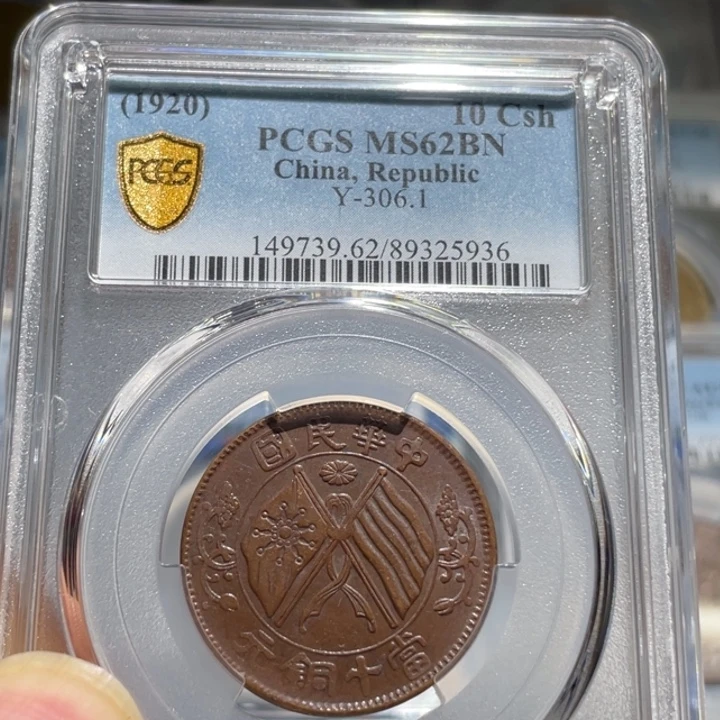 (1920) 10 Csh
PCGS MS62BN
PCGS
China, Republic
Y-306.1
149739.62/89325936
國民華中
元銅十當